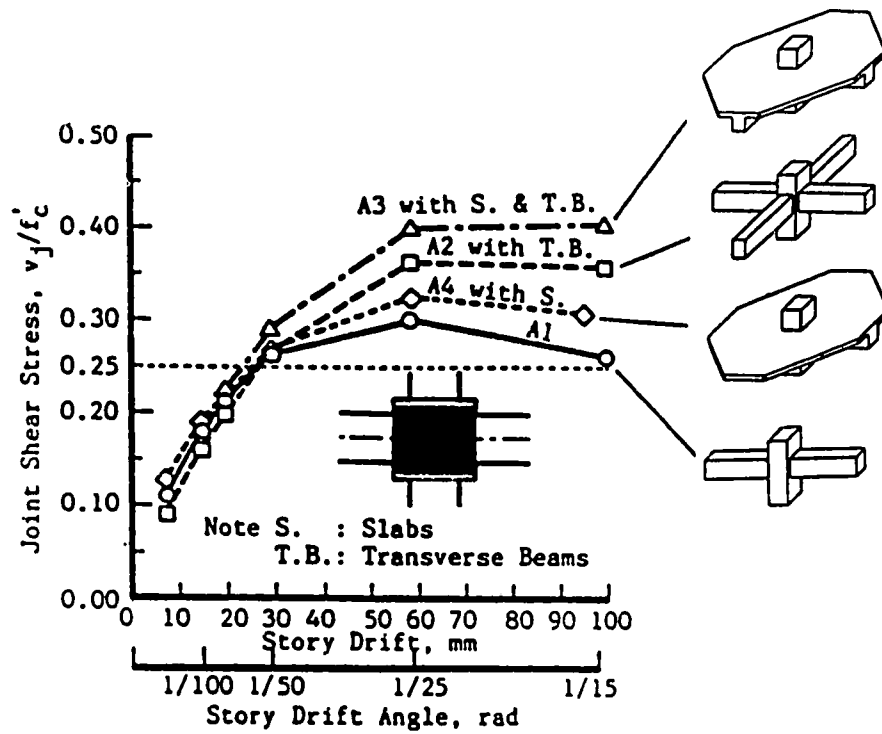 0.50
0.40
0.30
0.25
0.20
0.10
0.00
Joint Shear Stress, vj/f'c
A3 with S. & T.B.
A2 with T.B.
A4 with S.
A1
Note S. : Slabs
T.B.: Transverse Beams
0 10 20 30 40 50 60 70 80 90 100
Story Drift, mm
1/100 1/50 1/25 1/15
Story Drift Angle, rad